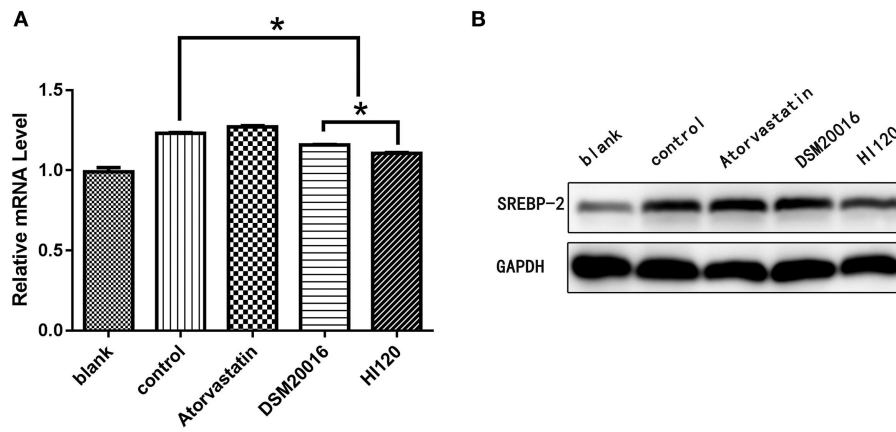 A
*
*
1.5
1.0
0.5
0.0
Relative mRNA Level
blank
control
Atorvastatin
DSM20016
HI120
B
blank
control
Atorvastatin
DSM20016
HI120
SREBP-2
GAPDH